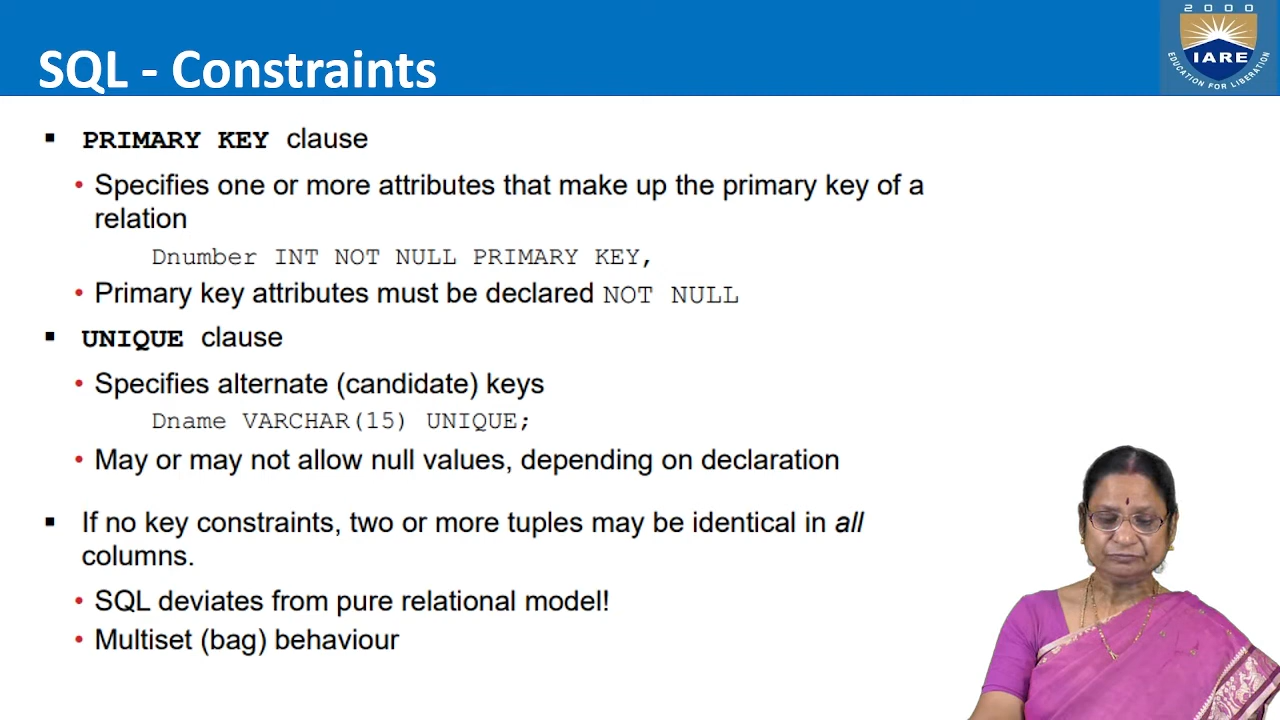 2000
IARE
EDUCATION FOR LIBERATION
SQL - Constraints
▪ PRIMARY KEY clause
• Specifies one or more attributes that make up the primary key of a
relation
Dnumber INT NOT NULL PRIMARY KEY,
• Primary key attributes must be declared NOT NULL
▪ UNIQUE clause
• Specifies alternate (candidate) keys
Dname VARCHAR(15) UNIQUE;
• May or may not allow null values, depending on declaration
▪ If no key constraints, two or more tuples may be identical in all
columns.
• SQL deviates from pure relational model!
• Multiset (bag) behaviour